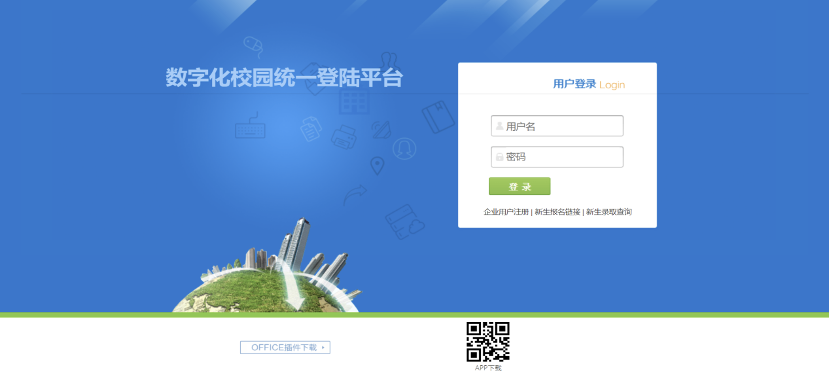 数字化校园统一登陆平台
用户登录 Login
用户名
密码
登 录
企业用户注册 | 新生报名链接 | 新生录取查询
OFFICE插件下载
APP下载